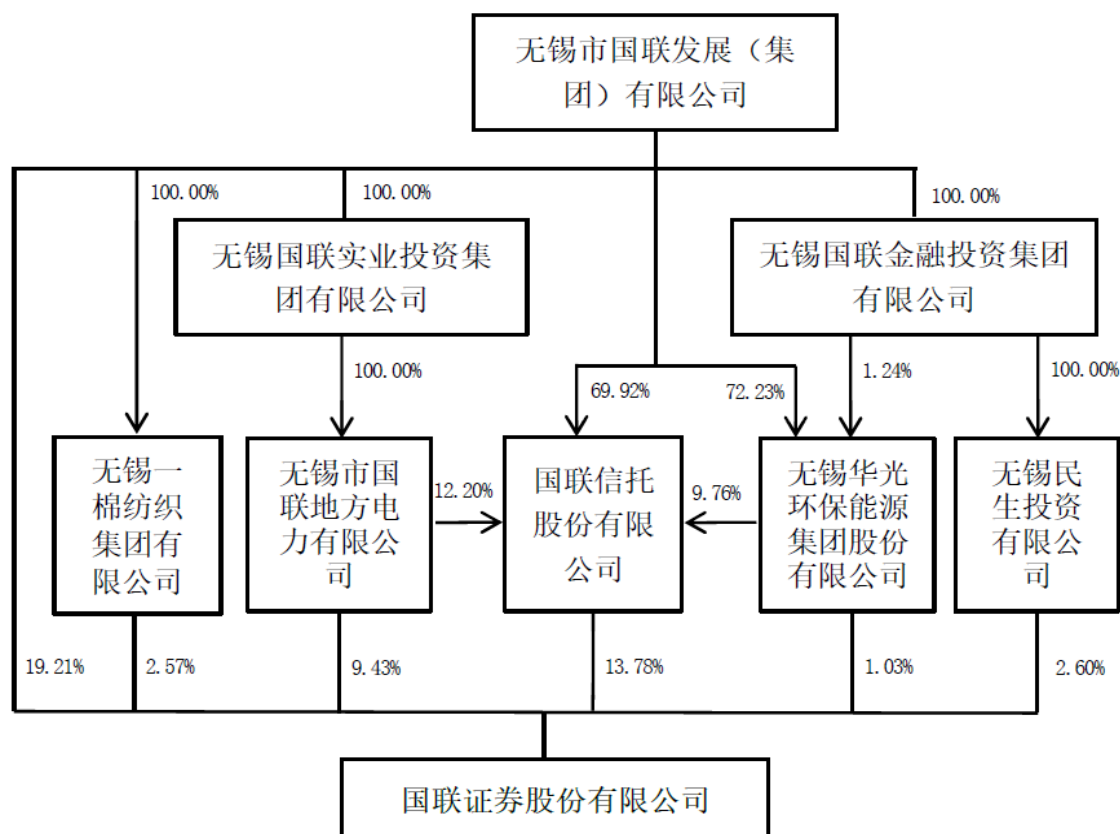 无锡市国联发展（集
团）有限公司
100.00%
100.00%
100.00%
无锡国联实业投资集
团有限公司
无锡国联金融投资集团
有限公司
100.00%
69.92%
72.23%
1.24%
100.00%
无锡一
棉纺织
集团有
限公司
无锡市国
联地方电
力有限公
司
12.20%
国联信托
股份有限
公司
9.76%
无锡华光
环保能源
集团股份
有限公司
无锡民
生投资
有限公
司
19.21%
2.57%
9.43%
13.78%
1.03%
2.60%
国联证券股份有限公司